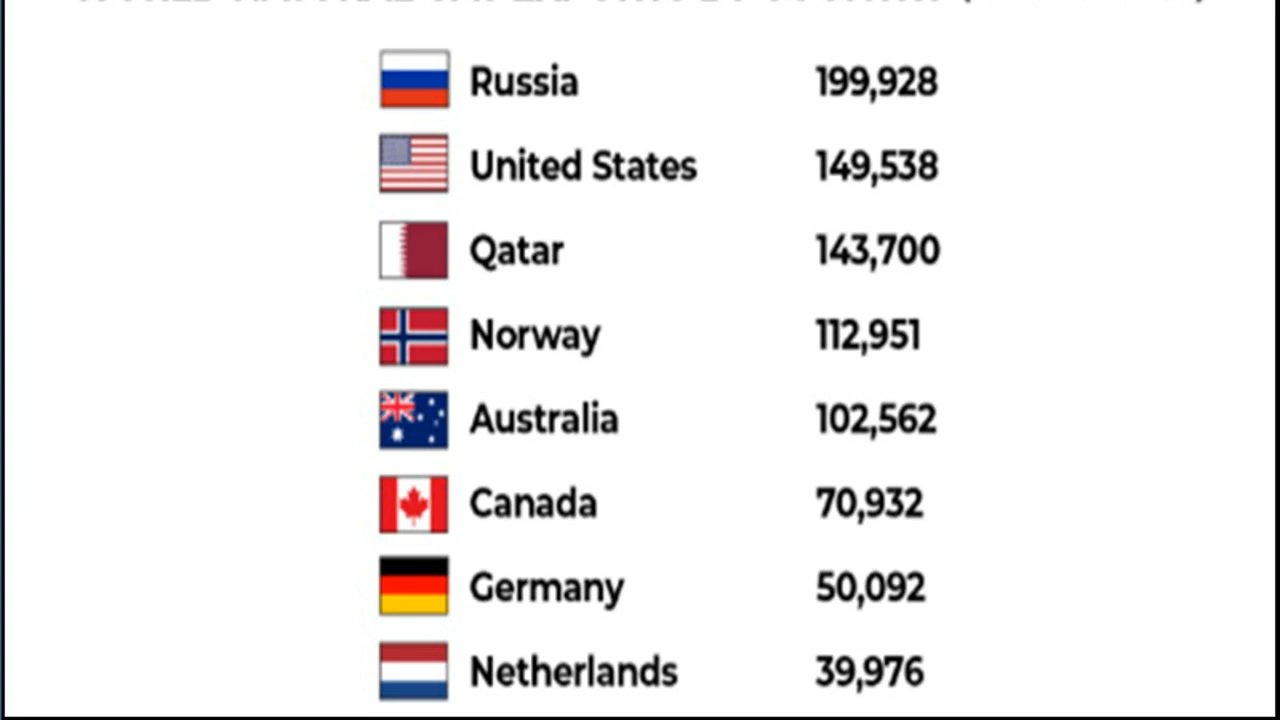 Russia 199,928
United States 149,538
Qatar 143,700
Norway 112,951
Australia 102,562
Canada 70,932
Germany 50,092
Netherlands 39,976